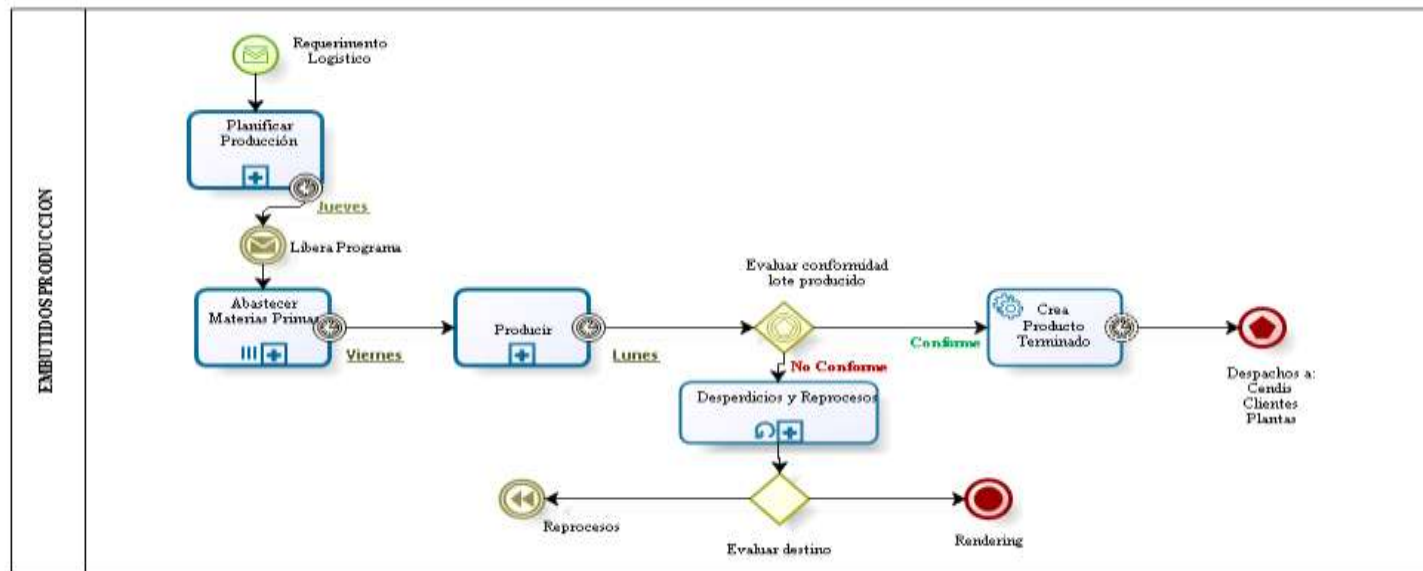 EMBUTIDOS PRODUCCION
Requerimento
Logistico
Planificar
Producción
Jueves
Libera Programa
Abastecer
Materias Primas
Viernes
Producir
Lunes
Evaluar conformidad
lote producido
Conforme
No Conforme
Crea
Producto
Terminado
Despachos a:
Cendis
Clientes
Plantas
Desperdicios y Reprocesos
Reprocesos
Evaluar destino
Rendering